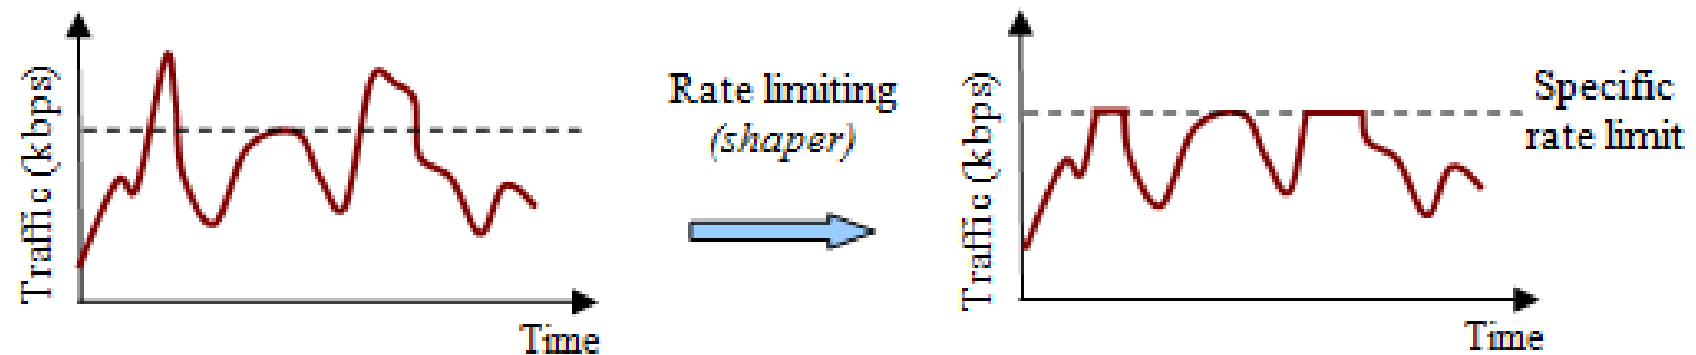 Traffic (kbps)
Time
Rate limiting
(shaper)
Traffic (kbps)
Time
Specific
rate limit